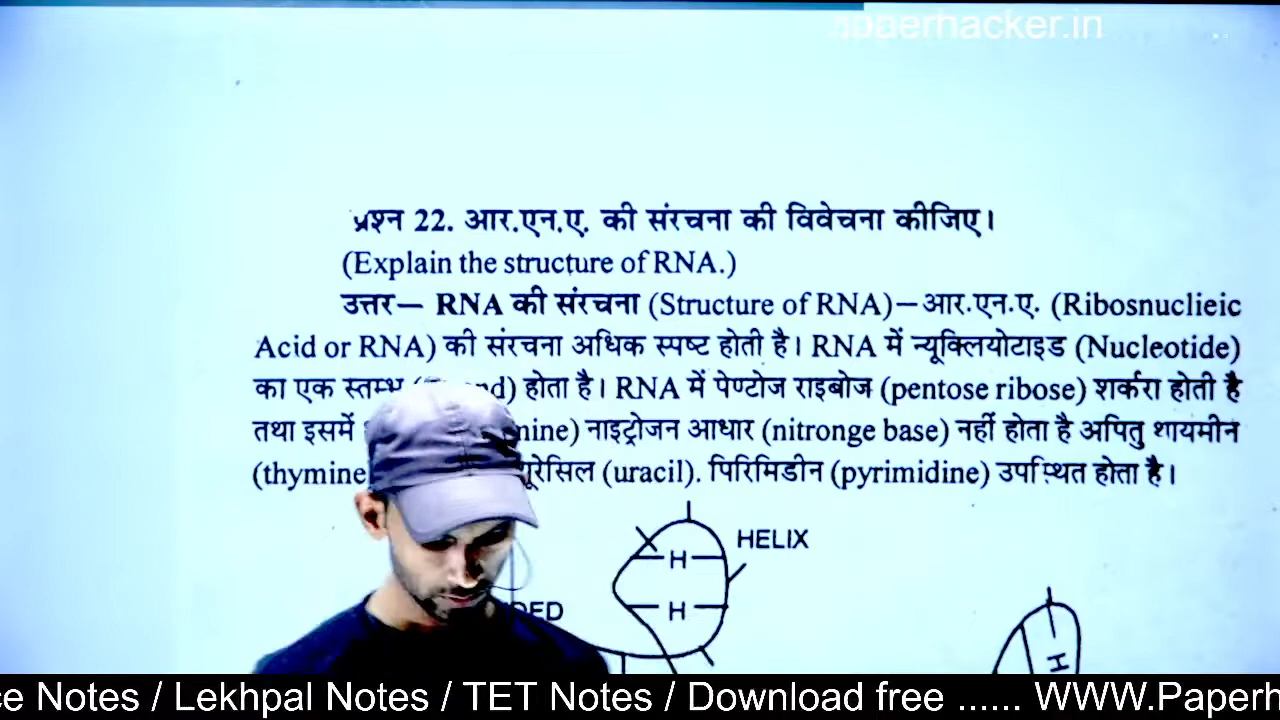 paperhacker.in
प्रश्न 22. आर.एन.ए. की संरचना की विवेचना कीजिए।
(Explain the structure of RNA.)
उत्तर— RNA की संरचना (Structure of RNA)—आर.एन.ए. (Ribosnuclieic
Acid or RNA) की संरचना अधिक स्पष्ट होती है। RNA में न्यूक्लियोटाइड (Nucleotide)
का एक स्तम्भ होता है। RNA में पेण्टोज राइबोज (pentose ribose) शर्करा होती है
तथा इसमें नाइट्रोजन आधार (nitronge base) नहीं होता है अपितु थायमीन
(thymine (uracil). पिरिमिडीन (pyrimidine) उपस्थित होता है।
HELIX
H
H
H
Notes / Lekhpal Notes / TET Notes / Download free ...... WWW.Paperh